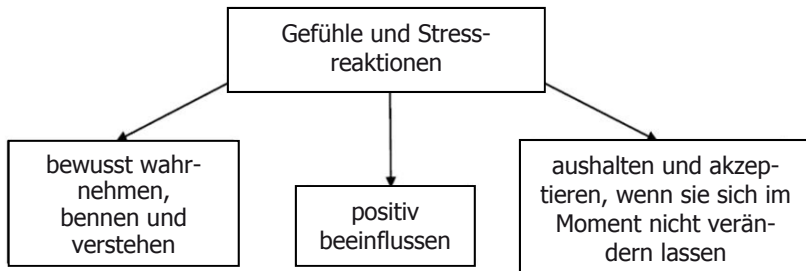 Gefühle und Stress-
reaktionen
bewusst wahr-
nehmen,
bennen und
verstehen
positiv
beeinflussen
aushalten und akzep-
tieren, wenn sie sich im
Moment nicht verän-
dern lassen